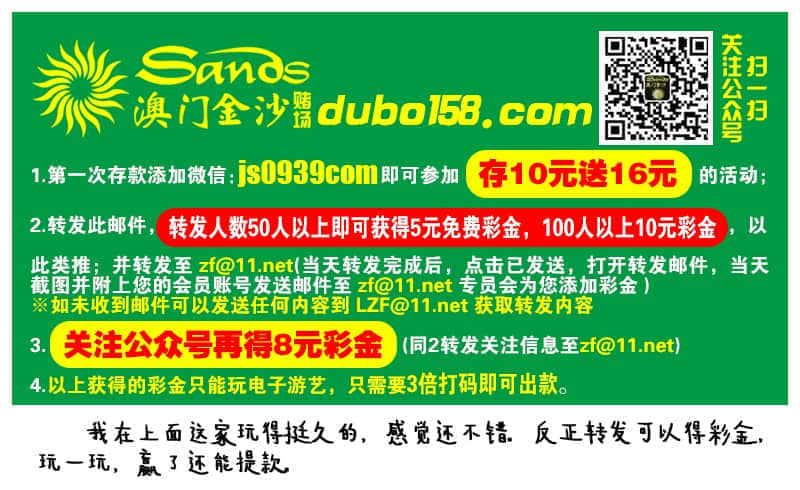 Sands
澳门金沙赌场 dubo158.com
扫一扫
关注公众号
1.第一次存款添加微信:js0939com即可参加 存10元送16元 的活动;
2.转发此邮件,转发人数50人以上即可获得5元免费彩金，100人以上10元彩金，以
此类推；并转发至 zf@11.net(当天转发完成后，点击已发送，打开转发邮件，当天
截图并附上您的会员账号发送邮件至 zf@11.net 专员会为您添加彩金 )
※如未收到邮件可以发送任何内容到 LZF@11.net 获取转发内容
3. 关注公众号再得8元彩金 (同2转发关注信息至zf@11.net)
4.以上获得的彩金只能玩电子游艺，只需要3倍打码即可出款。
我在上面这家玩得挺久的，感觉还不错. 反正转发可以得彩金,
玩一玩，赢了还能提款.